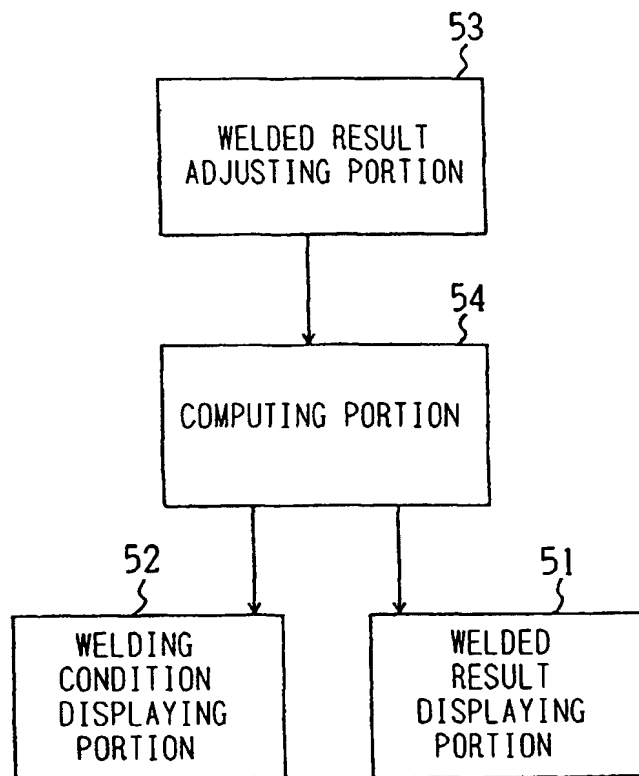 53
WELDED RESULT
ADJUSTING PORTION
54
COMPUTING PORTION
52
WELDING
CONDITION
DISPLAYING
PORTION
51
WELDED
RESULT
DISPLAYING
PORTION